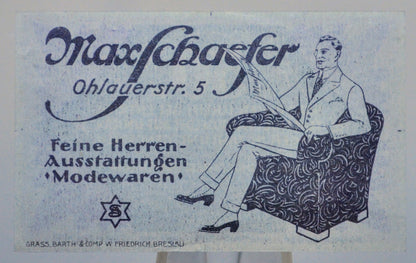 Max Schaefer
Ohlauerstr. 5
Feine Herren-
Ausstattungen
•Modewaren•
S
GRASS, BARTH & COMP. W. FRIEDRICH, BRESLAU